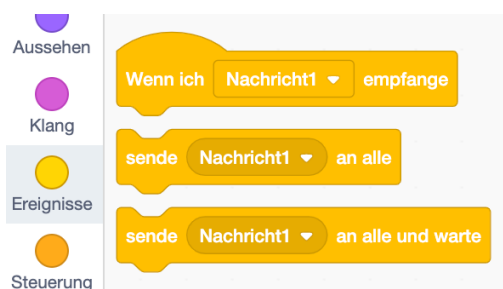 Aussehen
Klang
Ereignisse
Steuerung
Wenn ich Nachricht1 empfange
sende Nachricht1 an alle
sende Nachricht1 an alle und warte